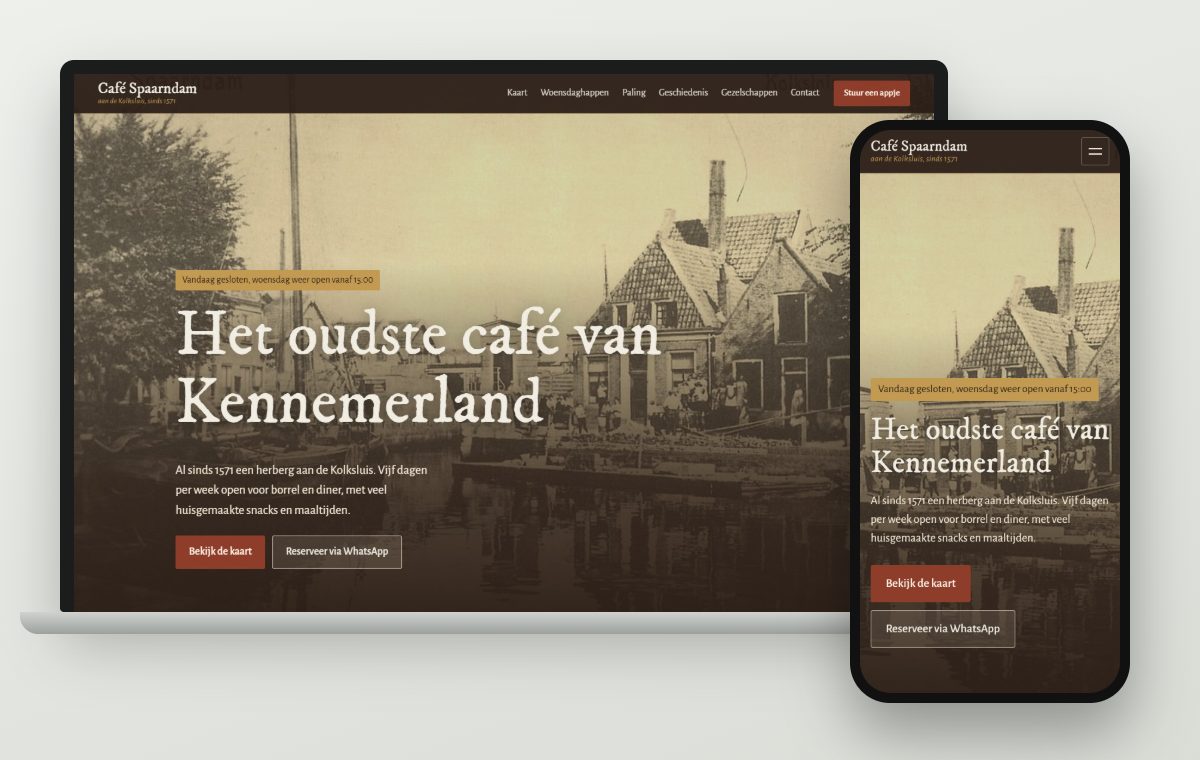 Café Spaarndam
aan de Kolksluis, sinds 1571
Kaart Woensdaghappen Paling Geschiedenis Gezelschappen Contact Stuur een appje
Vandaag gesloten, woensdag weer open vanaf 15:00
Het oudste café van
Kennemerland
Al sinds 1571 een herberg aan de Kolksluis. Vijf dagen
per week open voor borrel en diner, met veel
huisgemaakte snacks en maaltijden.
Bekijk de kaart Reserveer via WhatsApp
Café Spaarndam
aan de Kolksluis, sinds 1571
Vandaag gesloten, woensdag weer open vanaf 15:00
Het oudste café van
Kennemerland
Al sinds 1571 een herberg aan de Kolksluis. Vijf dagen
per week open voor borrel en diner, met veel
huisgemaakte snacks en maaltijden.
Bekijk de kaart
Reserveer via WhatsApp